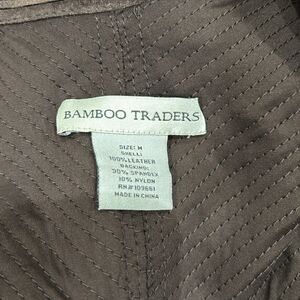 BAMBOO TRADERS
SIZE: M
SHELL:
100% LEATHER
BACKING:
90% SPANDEX
10% NYLON
RN# 109661
MADE IN CHINA